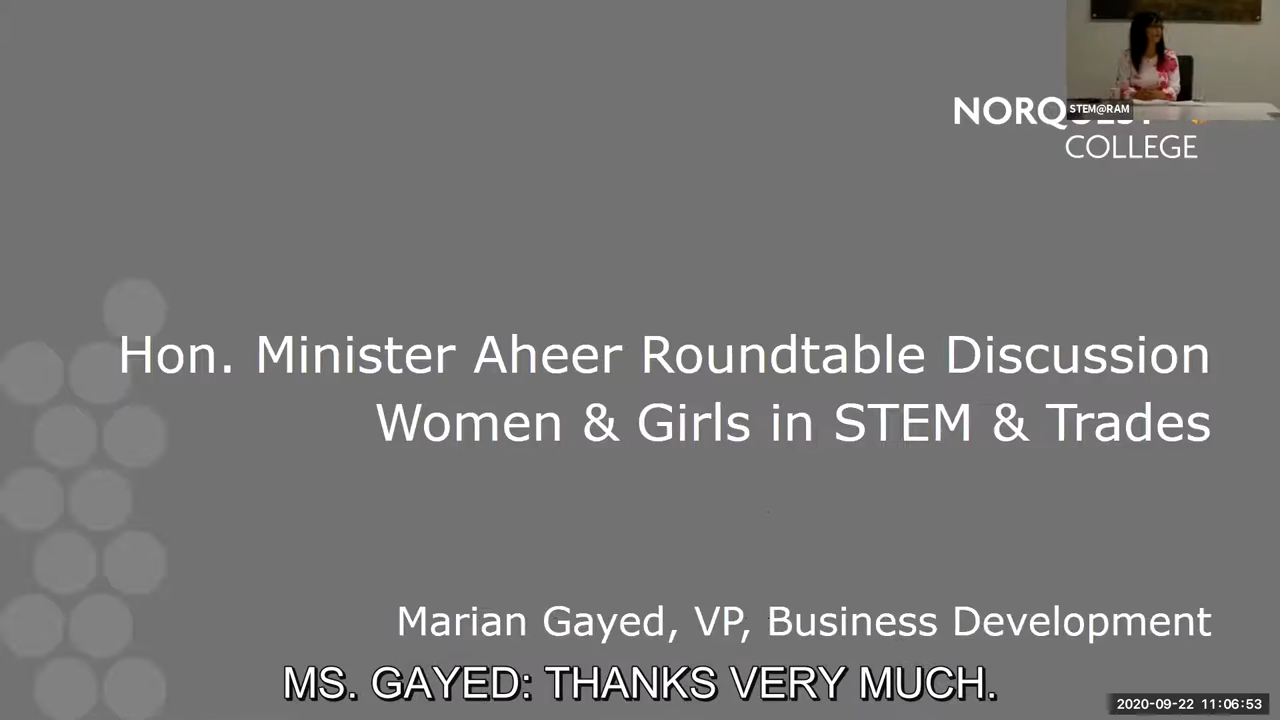 STEM@RAM
NORQ
COLLEGE
Hon. Minister Aheer Roundtable Discussion
Women & Girls in STEM & Trades
Marian Gayed, VP, Business Development
MS. GAYED: THANKS VERY MUCH.
2020-09-22 11:06:53